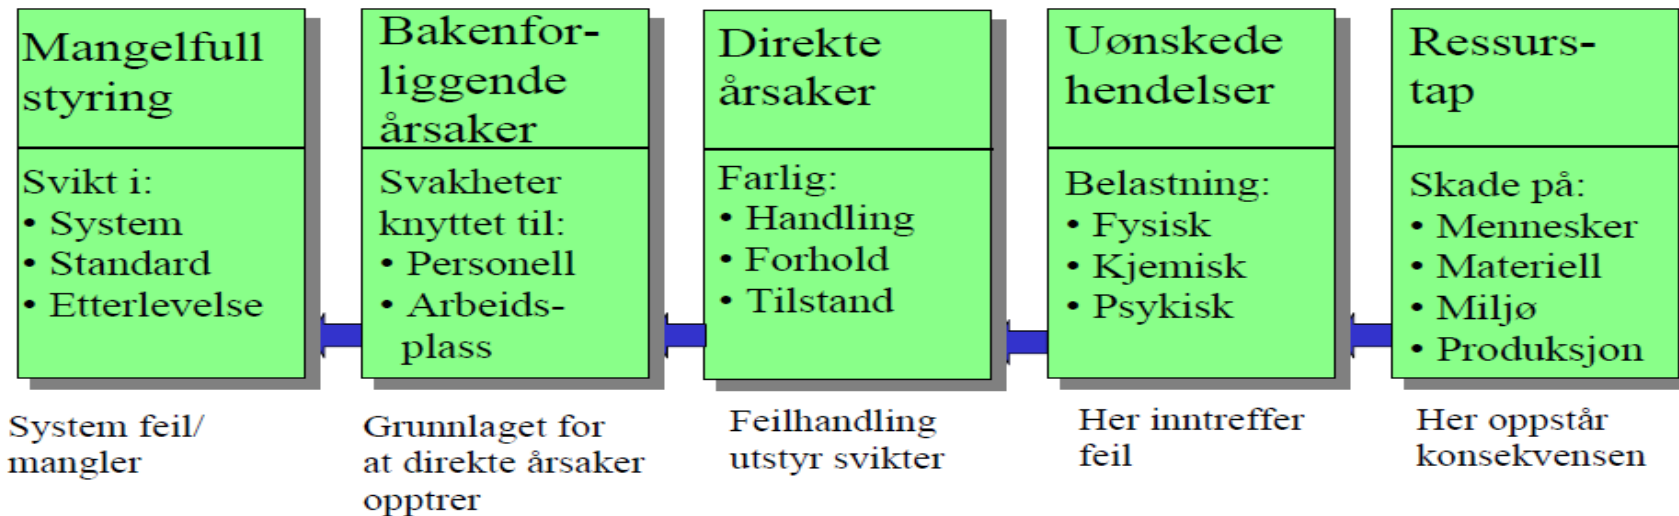 Mangelfull
styring
Svikt i:
• System
• Standard
• Etterlevelse
System feil/
mangler
Bakenfor-
liggende
årsaker
Svakheter
knyttet til:
• Personell
• Arbeids-
plass
Grunnlaget for
at direkte årsaker
opptrer
Direkte
årsaker
Farlig:
• Handling
• Forhold
• Tilstand
Feilhandling
utstyr svikter
Uønskede
hendelser
Belastning:
• Fysisk
• Kjemisk
• Psykisk
Her inntreffer
feil
Ressurs-
tap
Skade på:
• Mennesker
• Materiell
• Miljø
• Produksjon
Her oppstår
konsekvensen